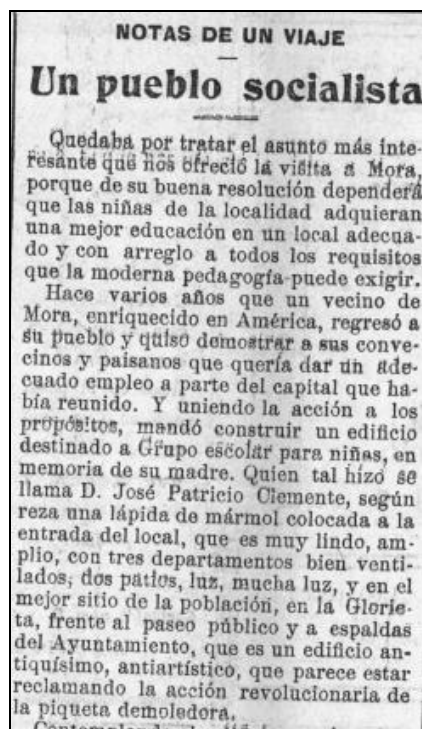 NOTAS DE UN VIAJE
Un pueblo socialista
Quedaba por tratar el asunto más inte-
resante que nos ofreció la visita a Mora,
porque de su buena resolución dependerá
que las niñas de la localidad adquieran
una mejor educación en un local adecua-
do y con arreglo a todos los requisitos
que la moderna pedagogía puede exigir.
Hace varios años que un vecino de
Mora, enriquecido en América, regresó a
su pueblo y quiso demostrar a sus conve-
cinos y paisanos que quería dar un ade-
cuado empleo a parte del capital que ha-
bía reunido. Y uniendo la acción a los
propósitos, mandó construir un edificio
destinado a Grupo escolar para niñas, en
memoria de su madre. Quien tal hizo se
llama D. José Patricio Clemente, según
reza una lápida de mármol colocada a la
entrada del local, que es muy lindo, am-
plio, con tres departamentos bien venti-
lados, dos patios, luz, mucha luz, y en el
mejor sitio de la población, en la Glorie-
ta, frente al paseo público y a espaldas
del Ayuntamiento, que es un edificio an-
tiquísimo, antiartístico, que parece estar
reclamando la acción revolucionaria de
la piqueta demoledora.